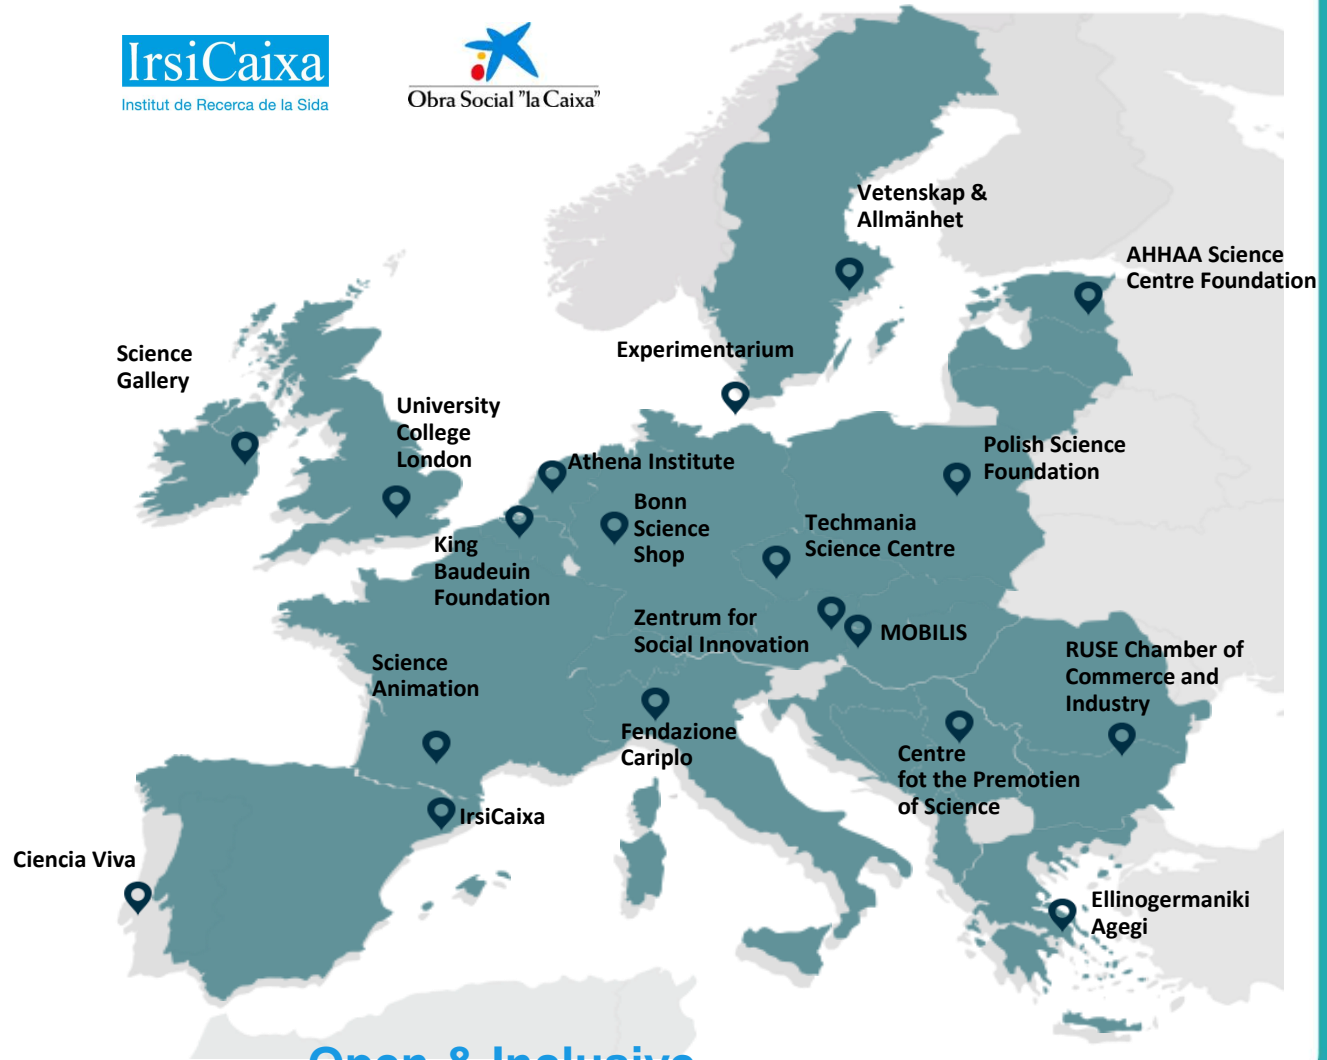 IrsiCaixa
Institut de Recerca de la Sida
Obra Social "la Caixa"
Vetenskap &
Allmänhet
AHHAA Science
Centre Foundation
Experimentarium
Science
Gallery
University
College
London
Athena Institute
Polish Science
Foundation
Bonn
Science
Shop
Techmania
Science Centre
King
Baudeuin
Foundation
Zentrum for
Social Innovation
MOBILIS
RUSE Chamber of
Commerce and
Industry
Science
Animation
Fendazione
Cariplo
Centre
fot the Premotien
of Science
IrsiCaixa
Ciencia Viva
Ellinogermaniki
Agegi
Open & Inclusive